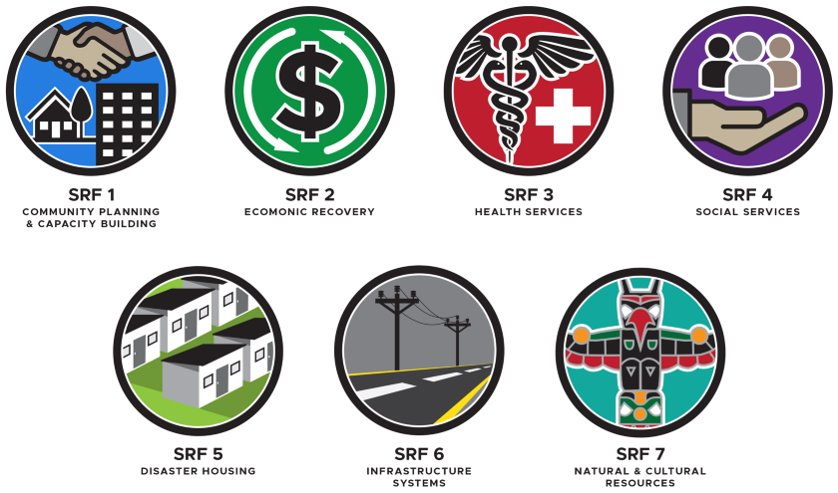 SRF 1
COMMUNITY PLANNING
& CAPACITY BUILDING
SRF 2
ECOMONIC RECOVERY
SRF 3
HEALTH SERVICES
SRF 4
SOCIAL SERVICES
SRF 5
DISASTER HOUSING
SRF 6
INFRASTRUCTURE
SYSTEMS
SRF 7
NATURAL & CULTURAL
RESOURCES